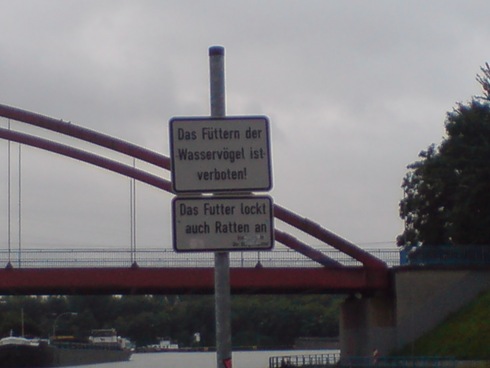 Das Füttern der
Wasservögel ist
verboten!
Das Futter lockt
auch Ratten an